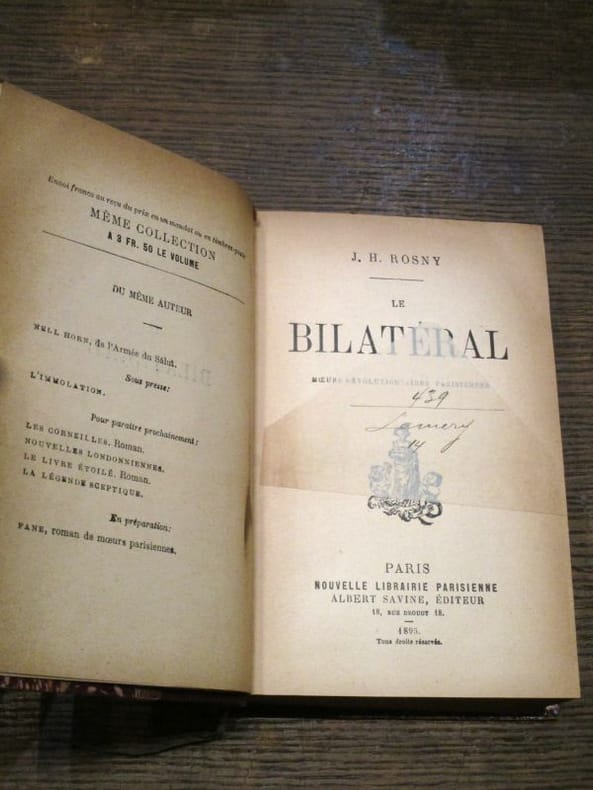 Envoi franco au reçu du prix en un mandat ou en timbres-poste
MÊME COLLECTION
A 3 FR. 50 LE VOLUME
DU MÊME AUTEUR
NELL HORN, de l'Armée du Salut.
Sous presse:
L'IMMOLATION.
Pour paraître prochainement:
LES CORNEILLES. Roman.
NOUVELLES LONDONNIENNES.
LE LIVRE ÉTOILÉ. Roman.
LA LÉGENDE SCEPTIQUE.
En préparation:
FANE, roman de mœurs parisiennes.
J. H. ROSNY
LE
BILATÉRAL
MŒURS RÉVOLUTIONNAIRES PARISIENNES
439
14
PARIS
NOUVELLE LIBRAIRIE PARISIENNE
ALBERT SAVINE, ÉDITEUR
18, RUE DROUOT 18.
1895.
Tous droits réservés.